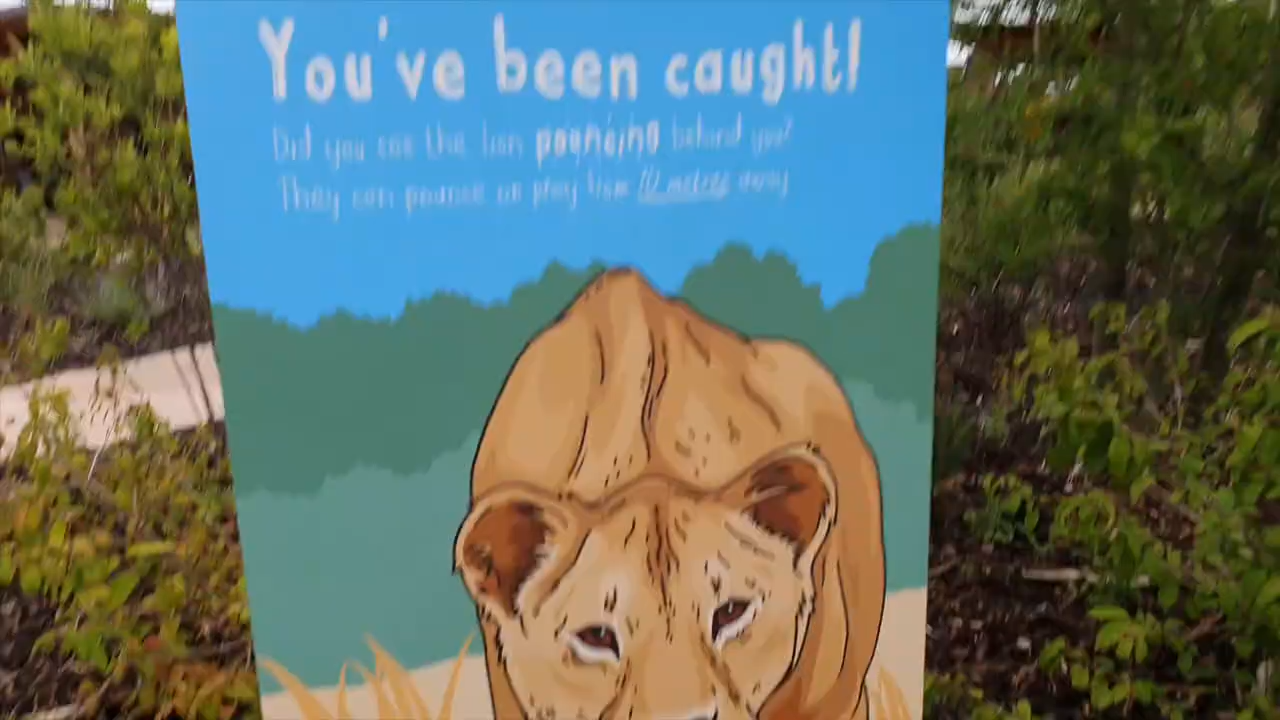 You've been caught!
Did you see the lion pouncing behind you?
They can pounce on prey from 10 metres away